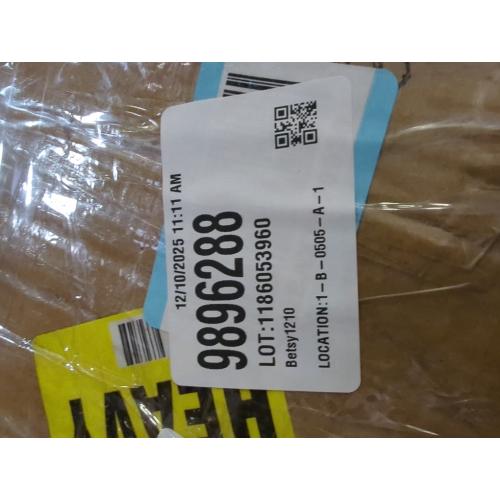 12/10/2025 11:11 AM
9896288
LOT:1186053960
Betsy1210
LOCATION:1-B-0505-A-1
HEAVY